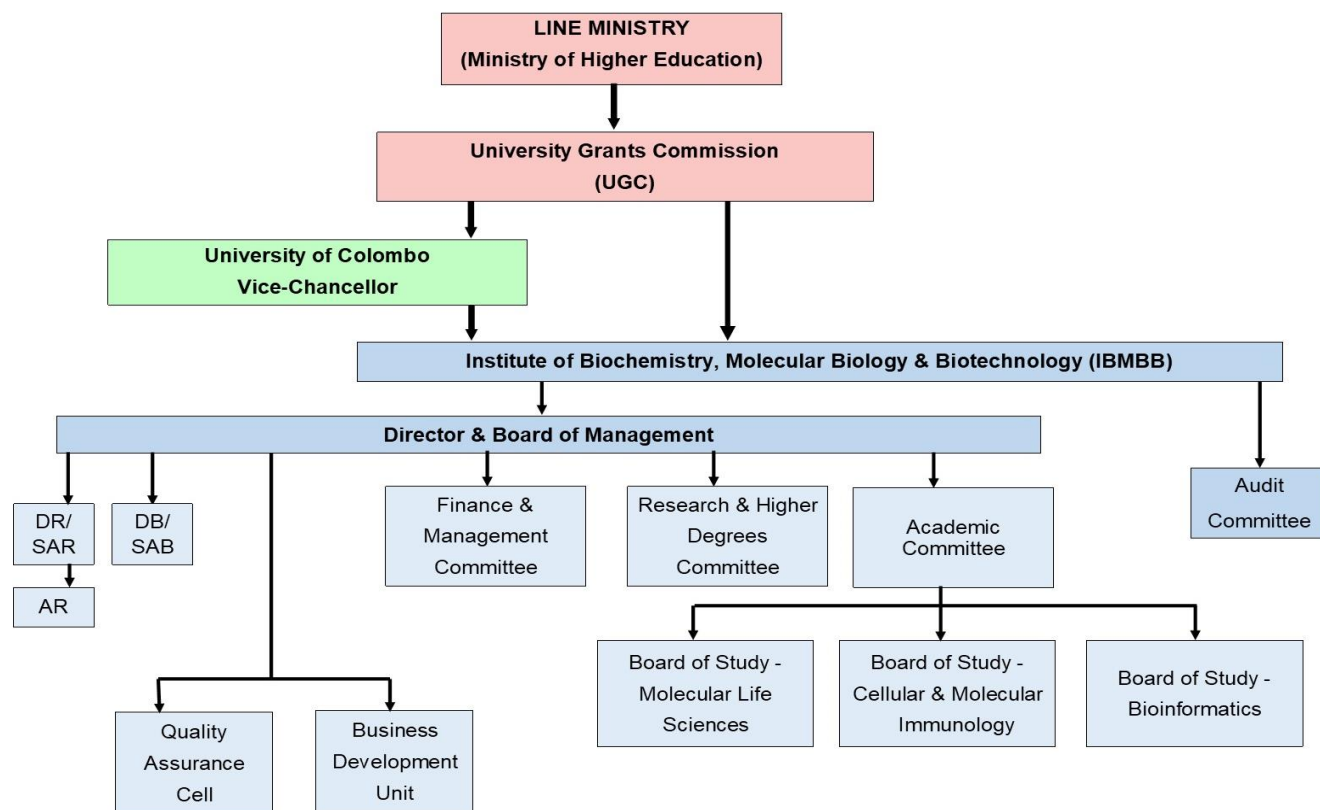 LINE MINISTRY
(Ministry of Higher Education)
University Grants Commission
(UGC)
University of Colombo
Vice-Chancellor
Institute of Biochemistry, Molecular Biology & Biotechnology (IBMBB)
Director & Board of Management
DR/
SAR
AR
DB/
SAB
Finance &
Management
Committee
Research & Higher
Degrees
Committee
Academic
Committee
Audit
Committee
Board of Study -
Molecular Life
Sciences
Board of Study -
Cellular & Molecular
Immunology
Board of Study -
Bioinformatics
Quality
Assurance
Cell
Business
Development
Unit